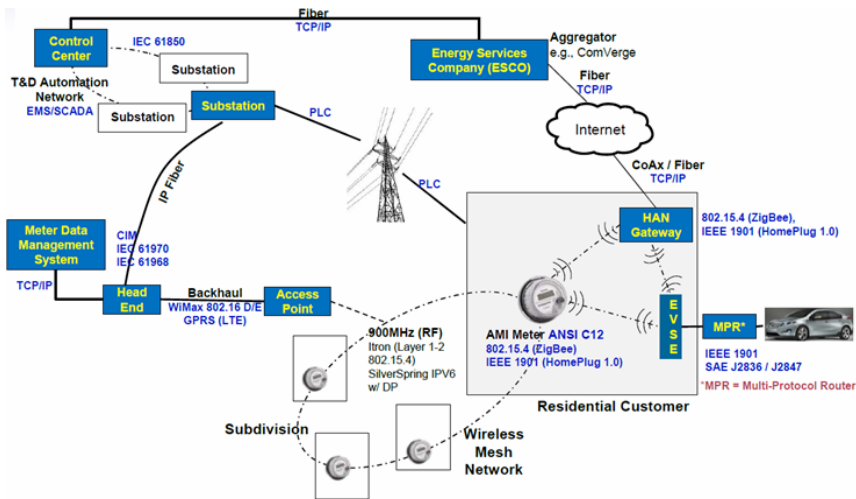 Fiber
TCP/IP
Control
Center
IEC 61850
Substation
T&D Automation
Network
EMS/SCADA
Substation
Substation
PLC
Energy Services
Company (ESCO)
Aggregator
e.g., ComVerge
Fiber
TCP/IP
Internet
CoAx / Fiber
TCP/IP
PLC
IP Fiber
HAN
Gateway
802.15.4 (ZigBee),
IEEE 1901 (HomePlug 1.0)
Meter Data
Management
System
CIM
IEC 61970
IEC 61968
TCP/IP
Head
End
Backhaul
WiMax 802.16 D/E
GPRS (LTE)
Access
Point
900MHz (RF)
Itron (Layer 1-2
802.15.4)
SilverSpring IPV6
w/ DP
AMI Meter ANSI C12
802.15.4 (ZigBee)
IEEE 1901 (HomePlug 1.0)
EVSE
MPR*
IEEE 1901
SAE J2836 / J2847
*MPR = Multi-Protocol Router
Residential Customer
Subdivision
Wireless
Mesh
Network